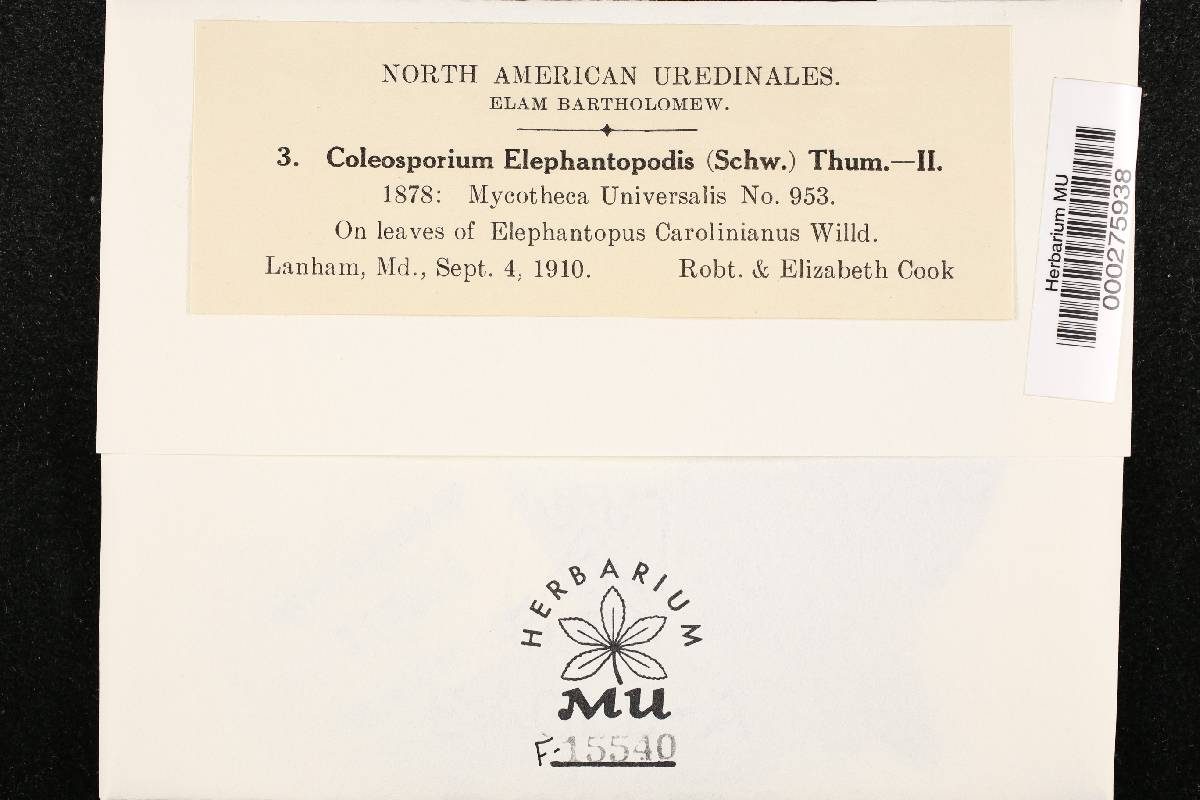 NORTH AMERICAN UREDINALES.
ELAM BARTHOLOMEW.
3. Coleosporium Elephantopodis (Schw.) Thum.—II.
1878: Mycotheca Universalis No. 953.
On leaves of Elephantopus Carolinianus Willd.
Lanham, Md., Sept. 4, 1910. Robt. & Elizabeth Cook
Herbarium MU
000275938
HERBARIUM
MU
F-15540